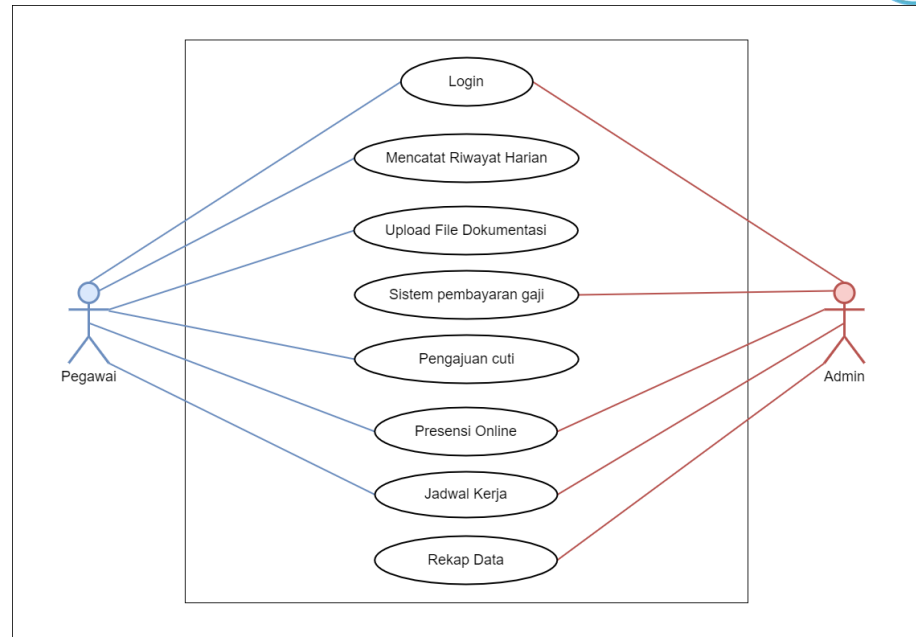 Login
Mencatat Riwayat Harian
Upload File Dokumentasi
Sistem pembayaran gaji
Pengajuan cuti
Pegawai
Admin
Presensi Online
Jadwal Kerja
Rekap Data